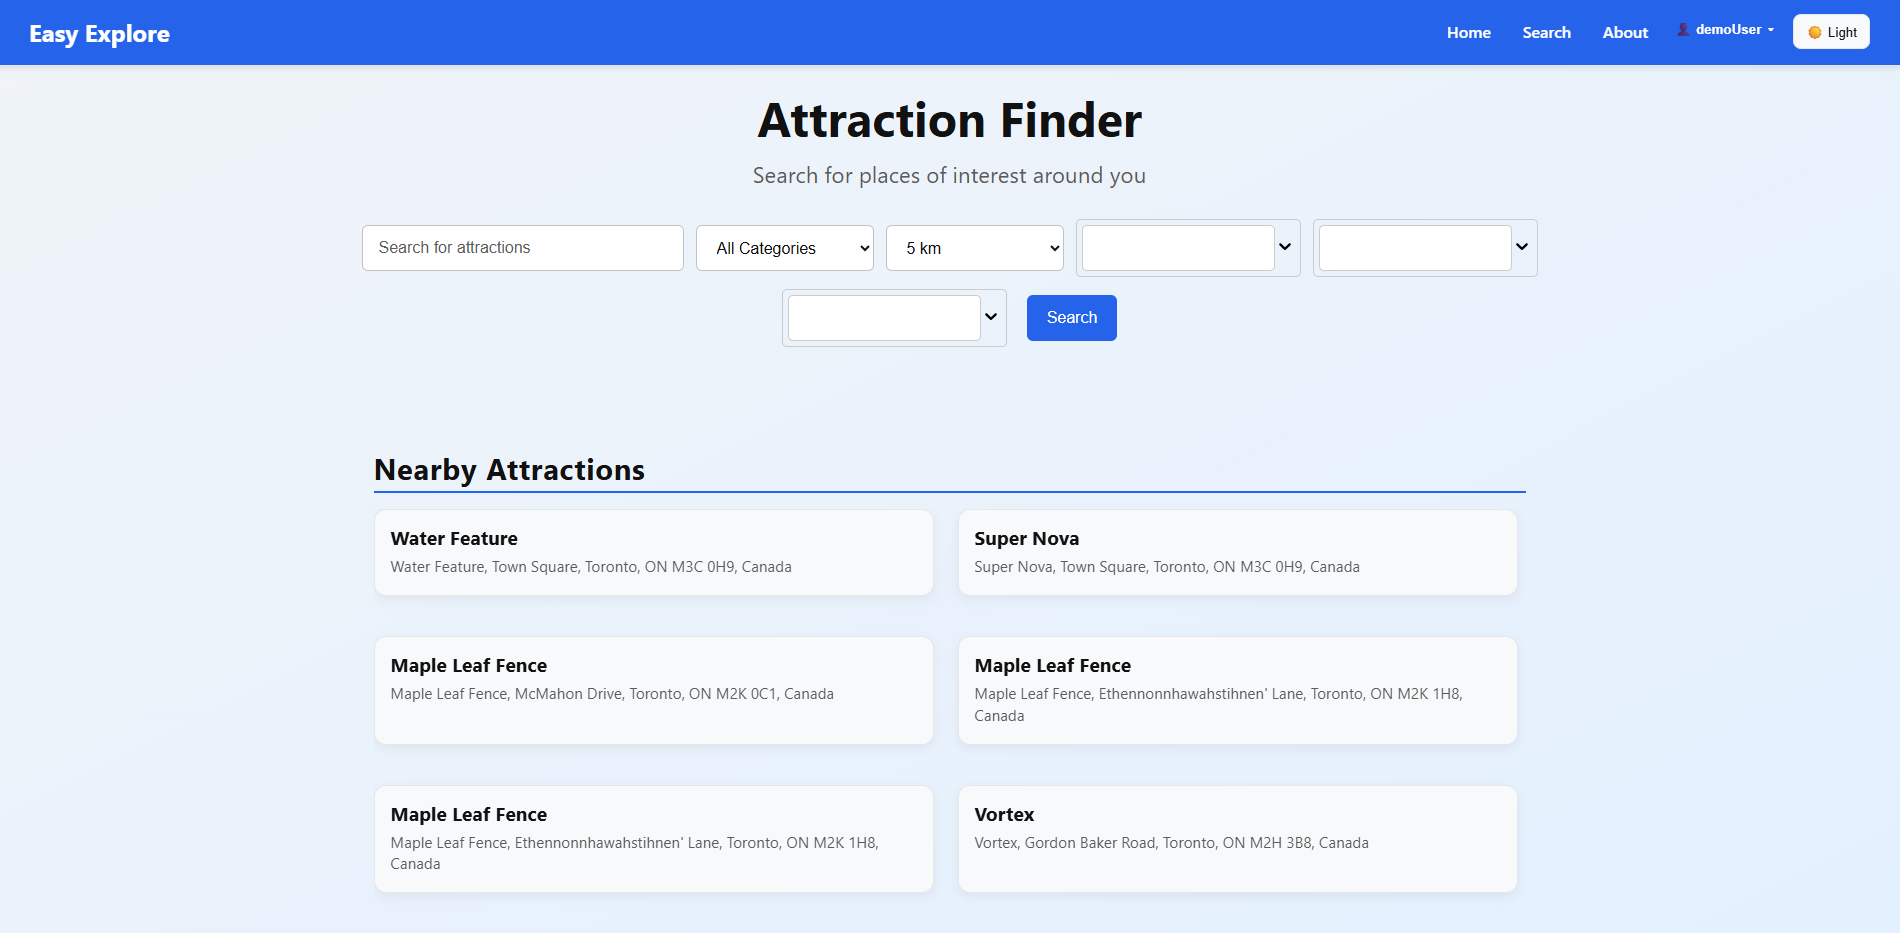 Easy Explore
Home
Search
About
demoUser
Light
Attraction Finder
Search for places of interest around you
Search for attractions
All Categories
5 km
Search
Nearby Attractions
Water Feature
Water Feature, Town Square, Toronto, ON M3C 0H9, Canada
Super Nova
Super Nova, Town Square, Toronto, ON M3C 0H9, Canada
Maple Leaf Fence
Maple Leaf Fence, McMahon Drive, Toronto, ON M2K 0C1, Canada
Maple Leaf Fence
Maple Leaf Fence, Ethennonnhawahstihnen' Lane, Toronto, ON M2K 1H8,
Canada
Maple Leaf Fence
Maple Leaf Fence, Ethennonnhawahstihnen' Lane, Toronto, ON M2K 1H8,
Canada
Vortex
Vortex, Gordon Baker Road, Toronto, ON M2H 3B8, Canada